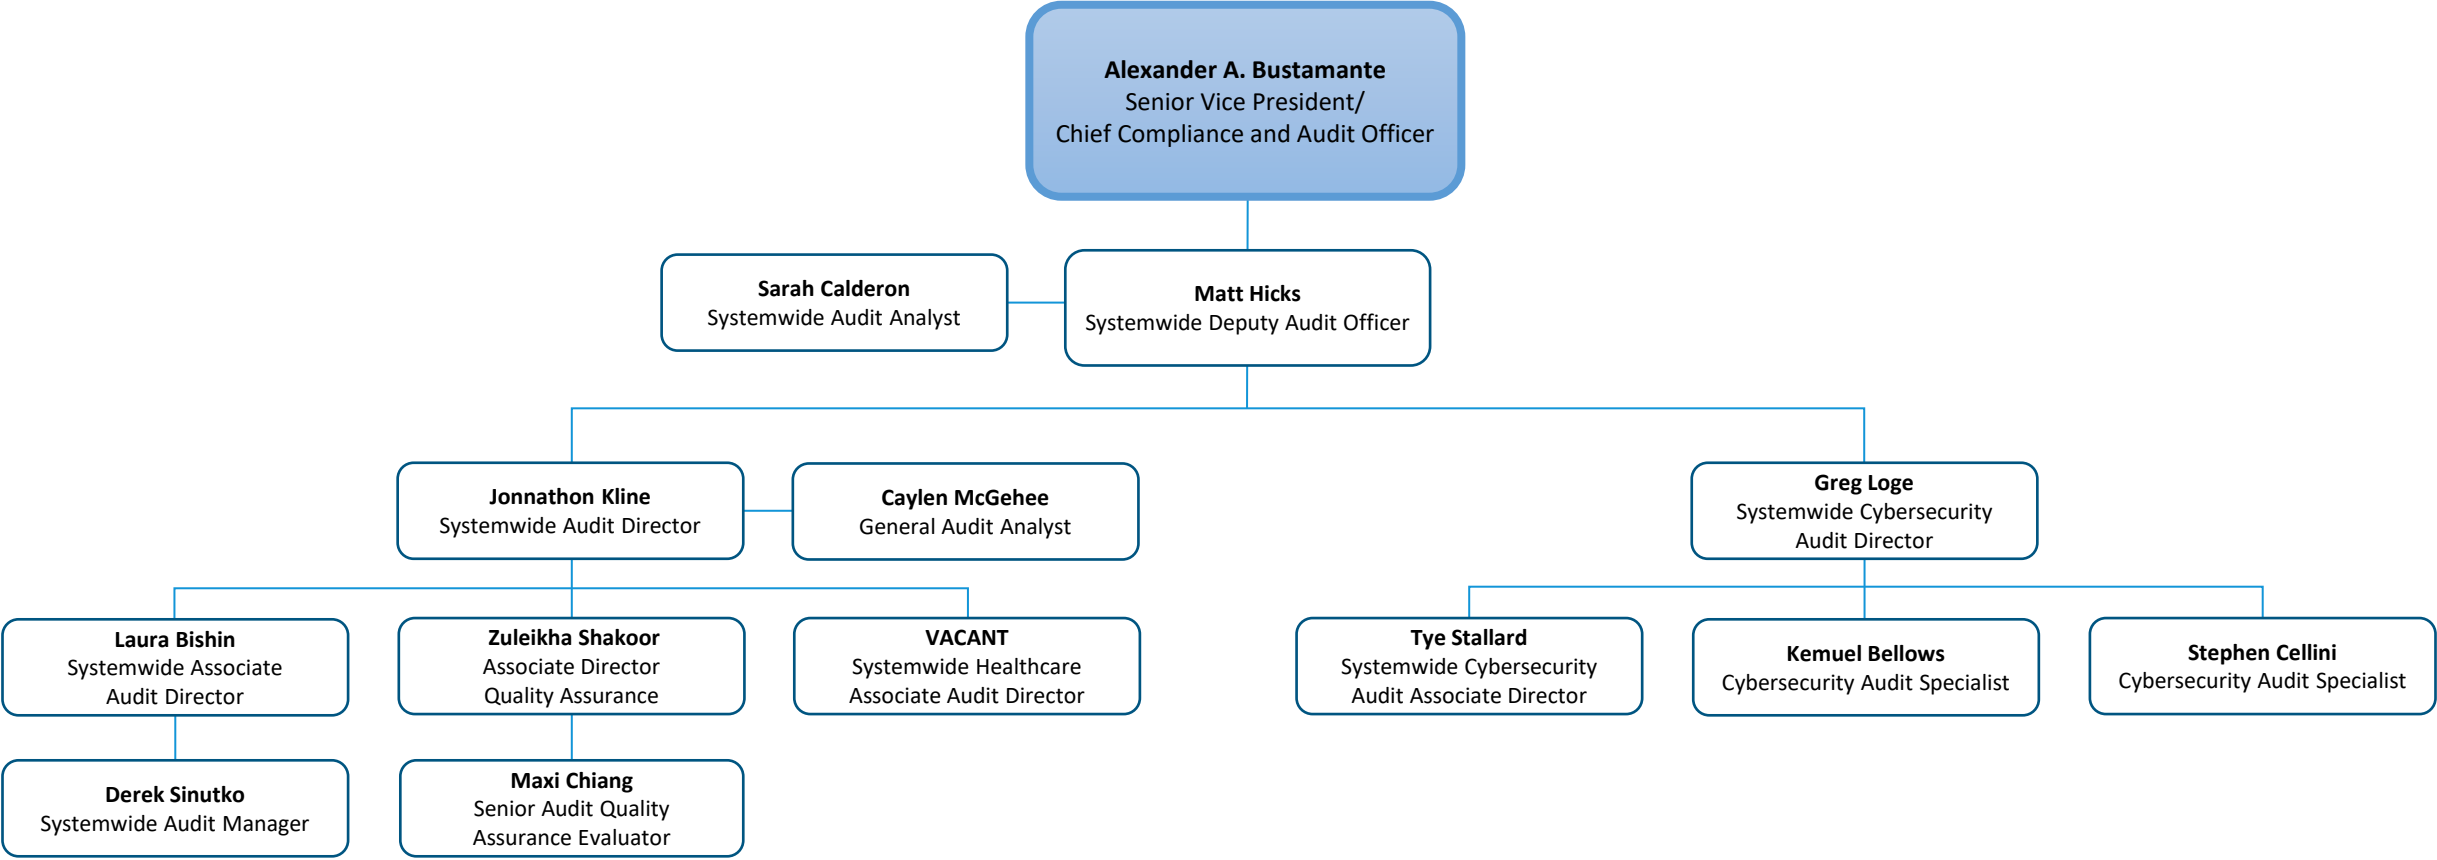 Alexander A. Bustamante
Senior Vice President/
Chief Compliance and Audit Officer
Sarah Calderon
Systemwide Audit Analyst
Matt Hicks
Systemwide Deputy Audit Officer
Jonnathon Kline
Systemwide Audit Director
Caylen McGehee
General Audit Analyst
Greg Loge
Systemwide Cybersecurity
Audit Director
Laura Bishin
Systemwide Associate
Audit Director
Zuleikha Shakoor
Associate Director
Quality Assurance
VACANT
Systemwide Healthcare
Associate Audit Director
Tye Stallard
Systemwide Cybersecurity
Audit Associate Director
Kemuel Bellows
Cybersecurity Audit Specialist
Stephen Cellini
Cybersecurity Audit Specialist
Derek Sinutko
Systemwide Audit Manager
Maxi Chiang
Senior Audit Quality
Assurance Evaluator